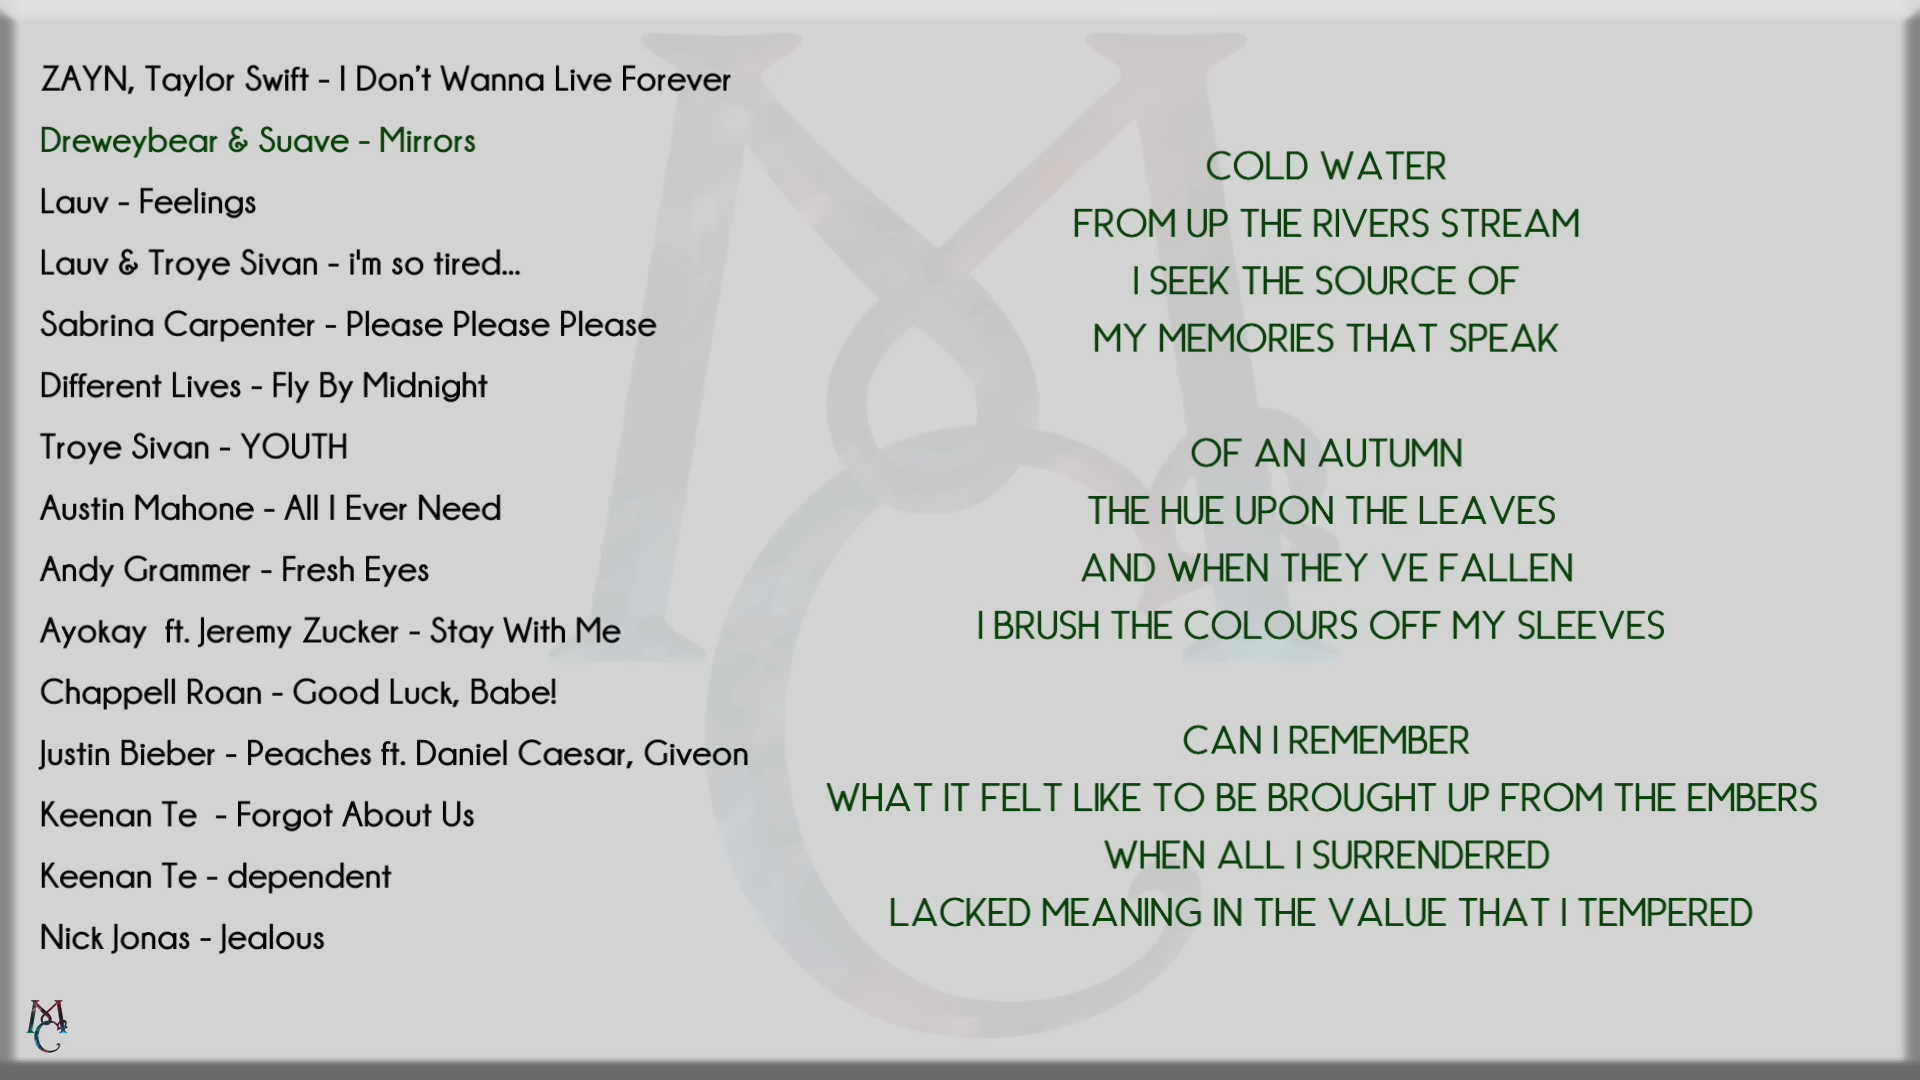 ZAYN, Taylor Swift - I Don't Wanna Live Forever
Dreweybear & Suave - Mirrors
Lauv - Feelings
Lauv & Troye Sivan - i'm so tired...
Sabrina Carpenter - Please Please Please
Different Lives - Fly By Midnight
Troye Sivan - YOUTH
Austin Mahone - All I Ever Need
Andy Grammer - Fresh Eyes
Ayokay  ft. Jeremy Zucker - Stay With Me
Chappell Roan - Good Luck, Babe!
Justin Bieber - Peaches ft. Daniel Caesar, Giveon
Keenan Te  - Forgot About Us
Keenan Te - dependent
Nick Jonas - Jealous
COLD WATER
FROM UP THE RIVERS STREAM
I SEEK THE SOURCE OF
MY MEMORIES THAT SPEAK
OF AN AUTUMN
THE HUE UPON THE LEAVES
AND WHEN THEY VE FALLEN
I BRUSH THE COLOURS OFF MY SLEEVES
CAN I REMEMBER
WHAT IT FELT LIKE TO BE BROUGHT UP FROM THE EMBERS
WHEN ALL I SURRENDERED
LACKED MEANING IN THE VALUE THAT I TEMPERED
MC